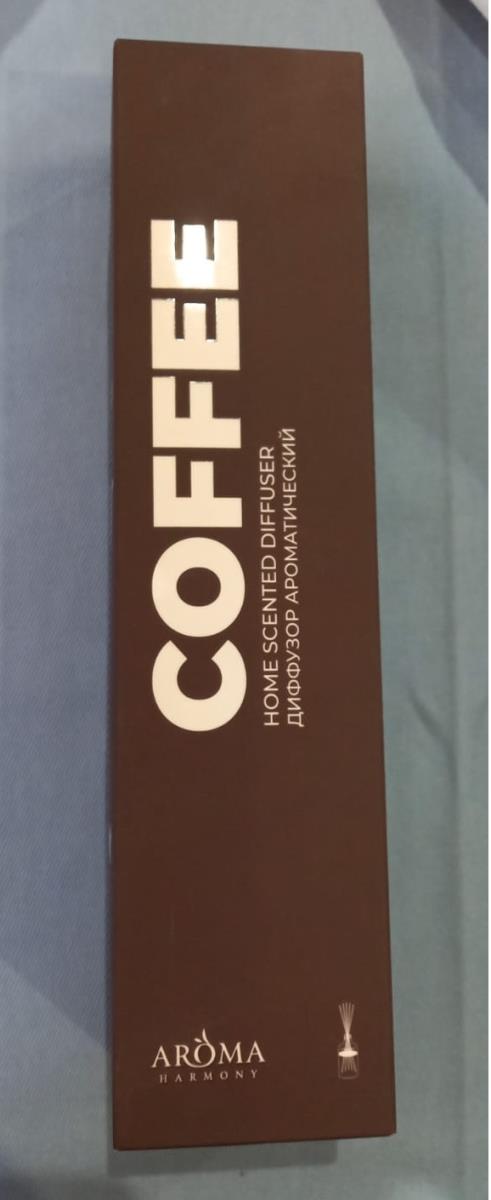 COFFEE
HOME SCENTED DIFFUSER
ДИФФУЗОР АРОМАТИЧЕСКИЙ
AROMA
HARMONY